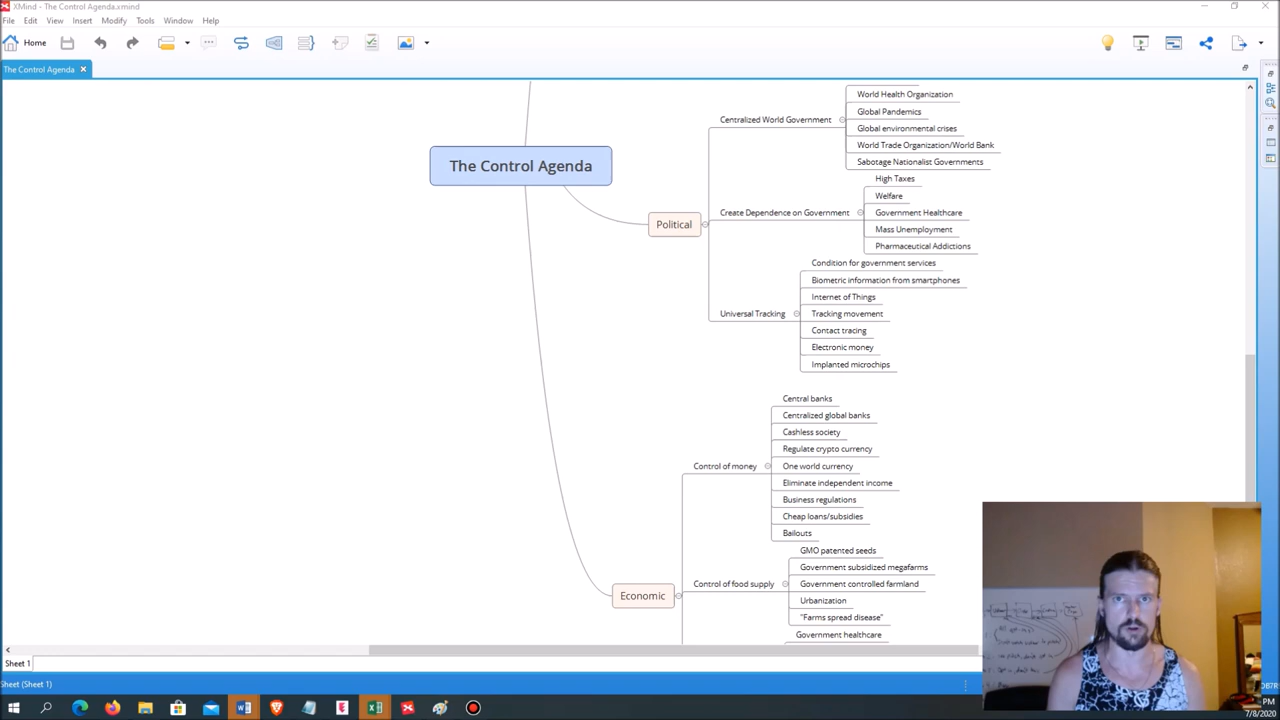 XMind - The Control Agenda.xmind
File Edit View Insert Modify Tools Window Help
Home
The Control Agenda
World Health Organization
Centralized World Government
Global Pandemics
Global environmental crises
World Trade Organization/World Bank
Sabotage Nationalist Governments
The Control Agenda
High Taxes
Welfare
Political
Create Dependence on Government
Government Healthcare
Mass Unemployment
Pharmaceutical Addictions
Condition for government services
Biometric information from smartphones
Internet of Things
Universal Tracking
Tracking movement
Contact tracing
Electronic money
Implanted microchips
Central banks
Centralized global banks
Cashless society
Regulate crypto currency
Control of money
One world currency
Eliminate independent income
Business regulations
Cheap loans/subsidies
Bailouts
GMO patented seeds
Government subsidized megafarms
Economic
Control of food supply
Government controlled farmland
Urbanization
"Farms spread disease"
Government healthcare
Sheet 1
Sheet (Sheet 1)
PM
7/8/2020